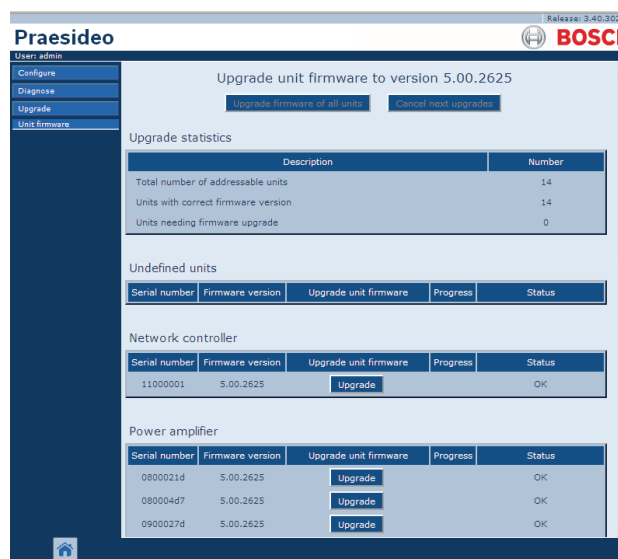 Release: 3.40.302
Praesideo
BOSCH
User: admin
Configure
Diagnose
Upgrade
Unit firmware
Upgrade unit firmware to version 5.00.2625
Upgrade firmware of all units Cancel next upgrades
Upgrade statistics
Description Number
Total number of addressable units 14
Units with correct firmware version 14
Units needing firmware upgrade 0
Undefined units
Serial number Firmware version Upgrade unit firmware Progress Status
Network controller
Serial number Firmware version Upgrade unit firmware Progress Status
11000001 5.00.2625 Upgrade OK
Power amplifier
Serial number Firmware version Upgrade unit firmware Progress Status
0800021d 5.00.2625 Upgrade OK
080004d7 5.00.2625 Upgrade OK
0900027d 5.00.2625 Upgrade OK